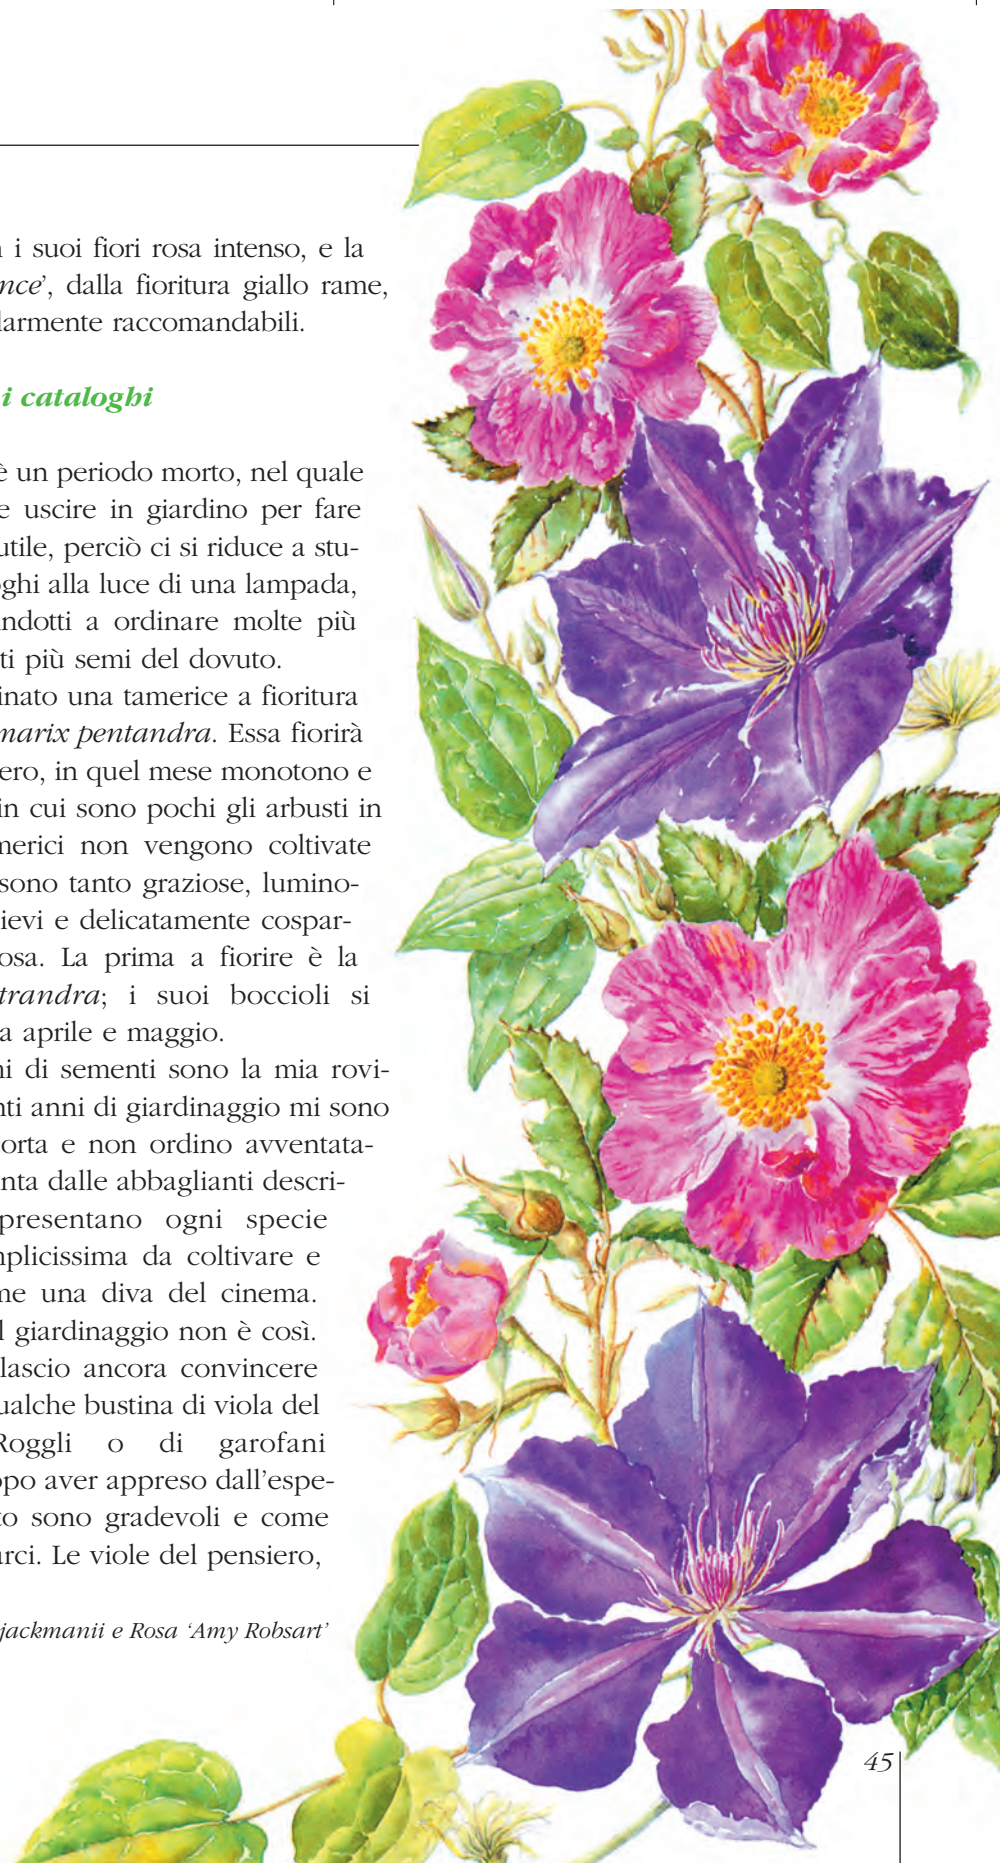 i suoi fiori rosa intenso, e la
nce’, dalla fioritura giallo rame,
larmente raccomandabili.
i cataloghi
è un periodo morto, nel quale
e uscire in giardino per fare
utile, perciò ci si riduce a stu-
oghi alla luce di una lampada,
indotti a ordinare molte più
ti più semi del dovuto.
inato una tamerice a fioritura
marix pentandra. Essa fiorirà
ero, in quel mese monotono e
in cui sono pochi gli arbusti in
merici non vengono coltivate
sono tanto graziose, lumino-
ievi e delicatamente cospar-
osa. La prima a fiorire è la
trandra; i suoi boccioli si
a aprile e maggio.
ni di sementi sono la mia rovi-
nti anni di giardinaggio mi sono
orta e non ordino avventata-
nta dalle abbaglianti descri-
presentano ogni specie
mplicissima da coltivare e
me una diva del cinema.
l giardinaggio non è così.
lascio ancora convincere
ualche bustina di viola del
Roggli o di garofani
opo aver appreso dall’espe-
to sono gradevoli e come
arci. Le viole del pensiero,
jackmanii e Rosa ‘Amy Robsart’
45